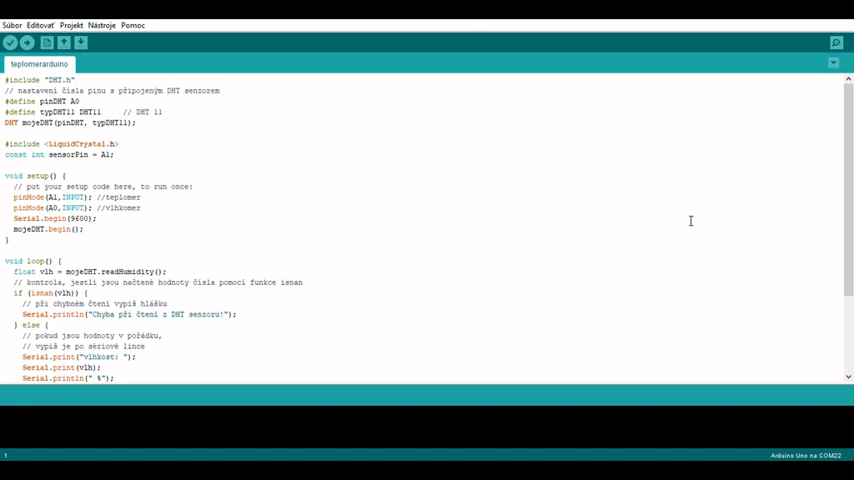 Súbor Editovať Projekt Nástroje Pomoc
teplomerarduino
#include "DHT.h"
// nastavení čísla pinu s připojeným DHT senzorem
#define pinDHT A0
#define typDHT11 DHT11     // DHT 11
DHT mojeDHT(pinDHT, typDHT11);
#include <LiquidCrystal.h>
const int sensorPin = A1;
void setup() {
  // put your setup code here, to run once:
  pinMode(A1,INPUT); //teplomer
  pinMode(A0,INPUT); //vlhkomer
  Serial.begin(9600);
  mojeDHT.begin();
}
void loop() {
  float vlh = mojeDHT.readHumidity();
  // kontrola, jestli jsou načtené hodnoty čísla pomocí funkce isnan
  if (isnan(vlh)) {
    // při chybném čtení vypiš hlášku
    Serial.println("Chyba při čtení z DHT senzoru!");
  } else {
    // pokud jsou hodnoty v pořádku,
    // vypiš je po sériové lince
    Serial.print("vlhkost: ");
    Serial.print(vlh);
    Serial.println(" %");
1 Arduino Uno na COM22